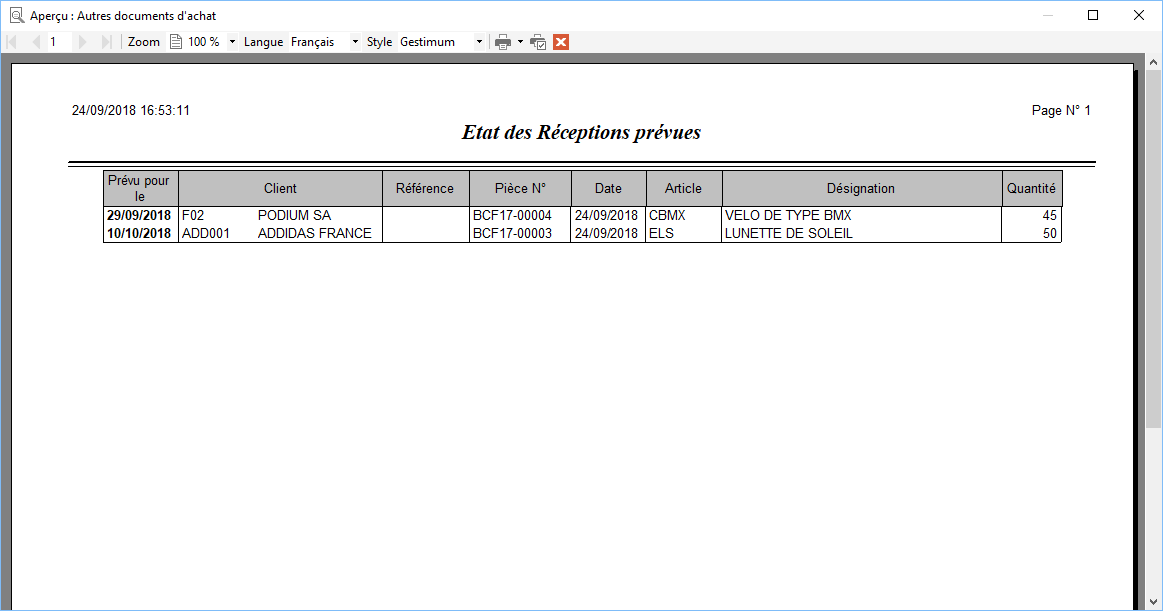 Aperçu : Autres documents d'achat
1 Zoom 100 % Langue Français Style Gestimum
24/09/2018 16:53:11 Page N° 1
Etat des Réceptions prévues
Prévu pour le Client Référence Pièce N° Date Article Désignation Quantité
29/09/2018 F02 PODIUM SA BCF17-00004 24/09/2018 CBMX VELO DE TYPE BMX 45
10/10/2018 ADD001 ADDIDAS FRANCE BCF17-00003 24/09/2018 ELS LUNETTE DE SOLEIL 50